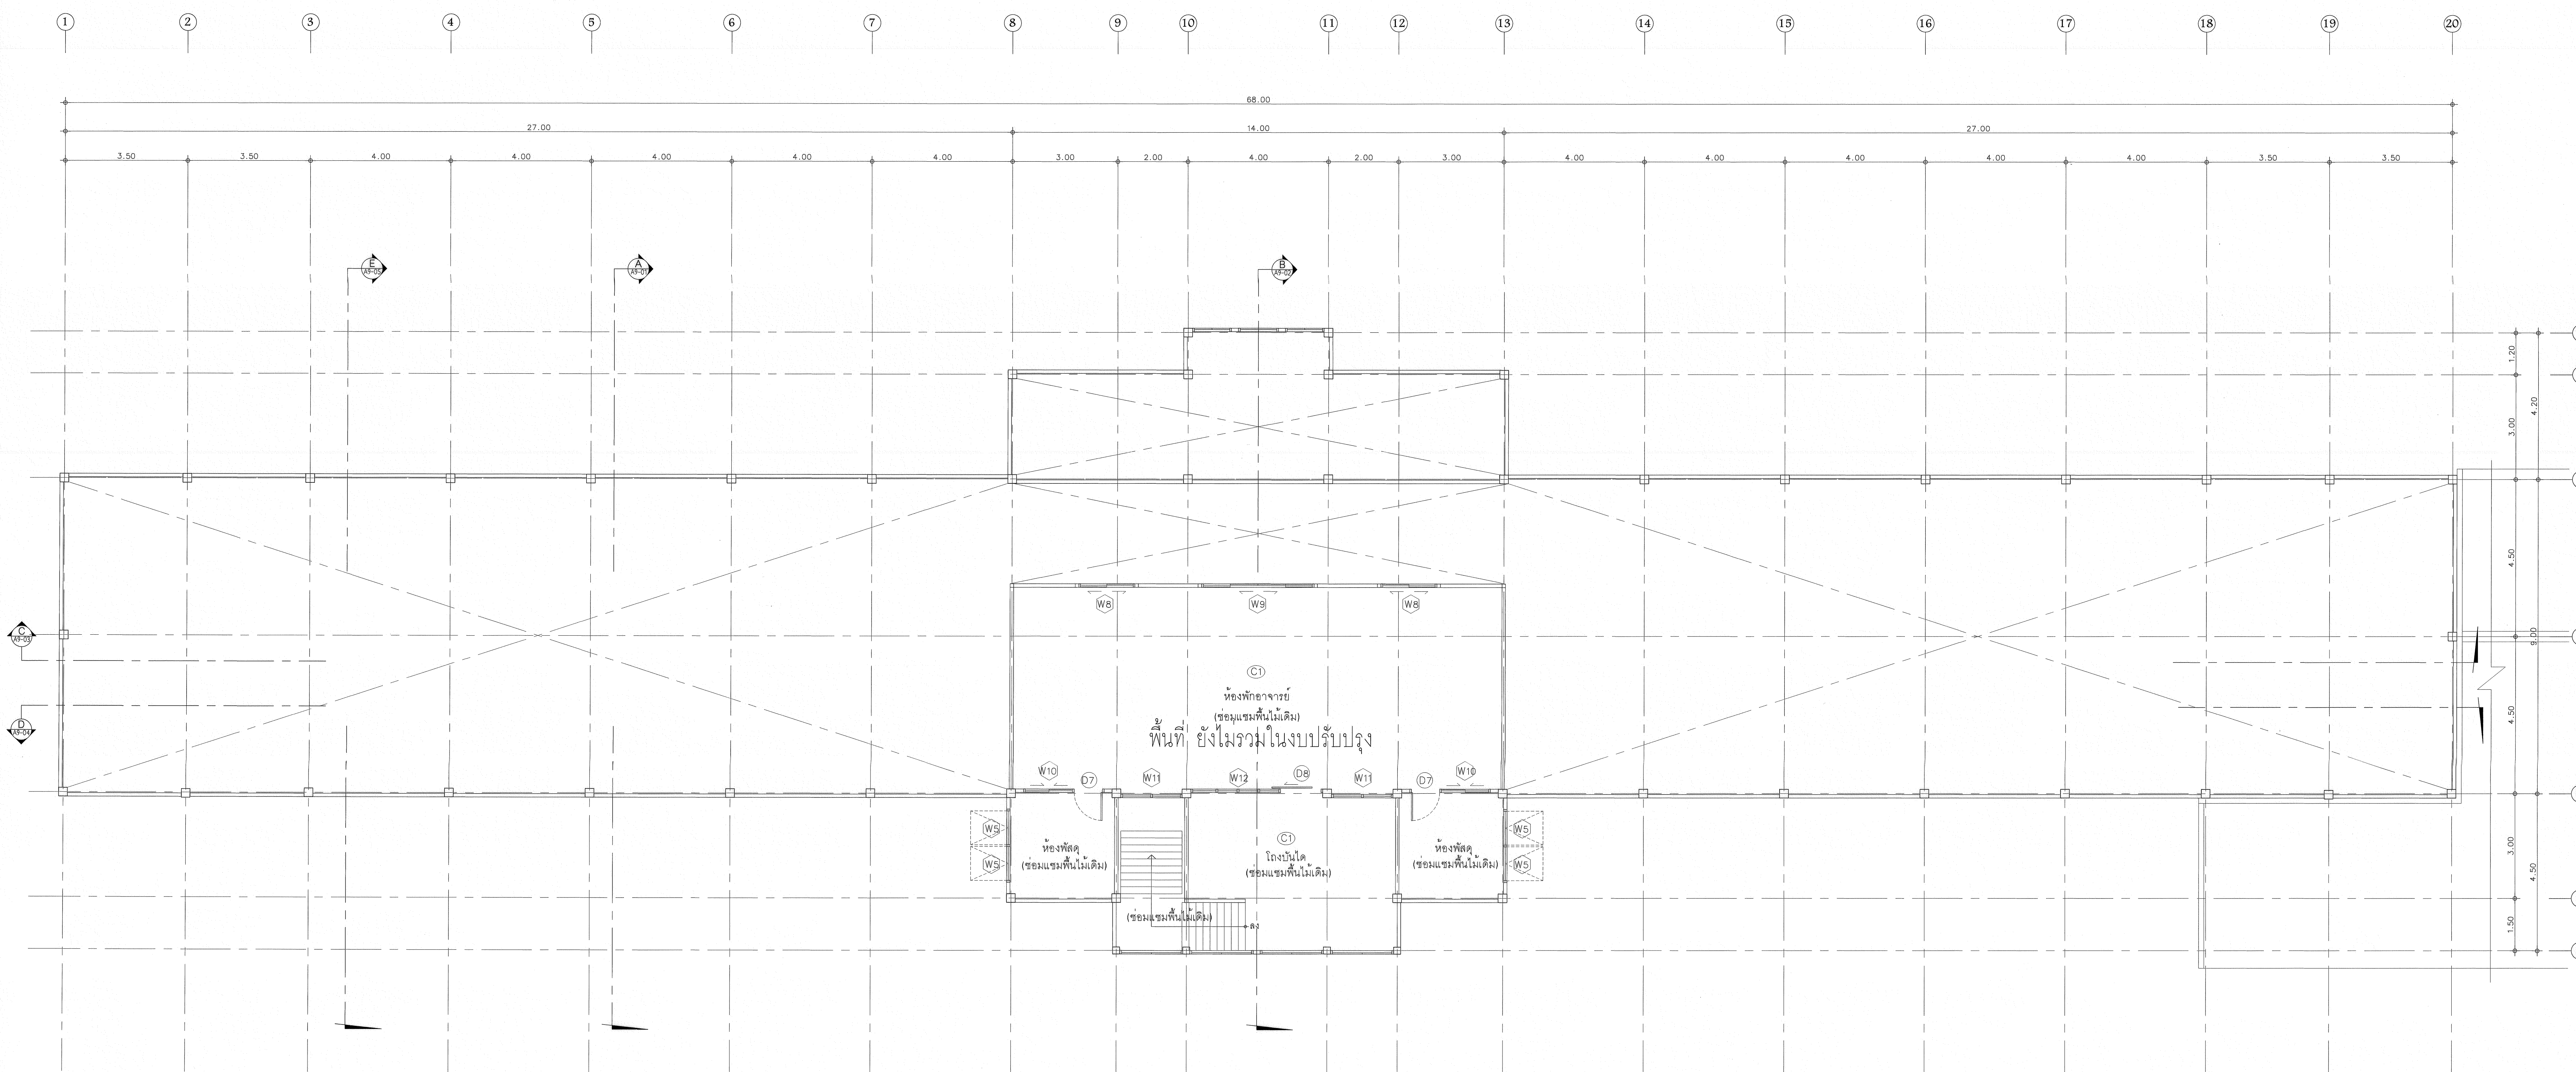 1 2 3 4 5 6 7 8 9 10 11 12 13 14 15 16 17 18 19 20
68.00
27.00 14.00 27.00
3.50 3.50 4.00 4.00 4.00 4.00 4.00 3.00 2.00 4.00 2.00 3.00 4.00 4.00 4.00 4.00 4.00 3.50 3.50
E A B
A9-05 A9-01 A9-02
1.20
4.20
3.00
4.50
W8 W9 W8
C
A9-03
9.00
C1
ห้องพักอาจารย์
(ซ่อมแซมพื้นไม้เดิม)
พื้นที่ ยังไม่รวมในงบปรับปรุง
D
A9-04
4.50
W10 D7 W11 W12 D8 W11 D7 W10
W5 W5
C1
ห้องพัสดุ โถงบันได ห้องพัสดุ
(ซ่อมแซมพื้นไม้เดิม) (ซ่อมแซมพื้นไม้เดิม) (ซ่อมแซมพื้นไม้เดิม)
W5 W5
3.00
4.50
(ซ่อมแซมพื้นไม้เดิม)
ลง
1.50